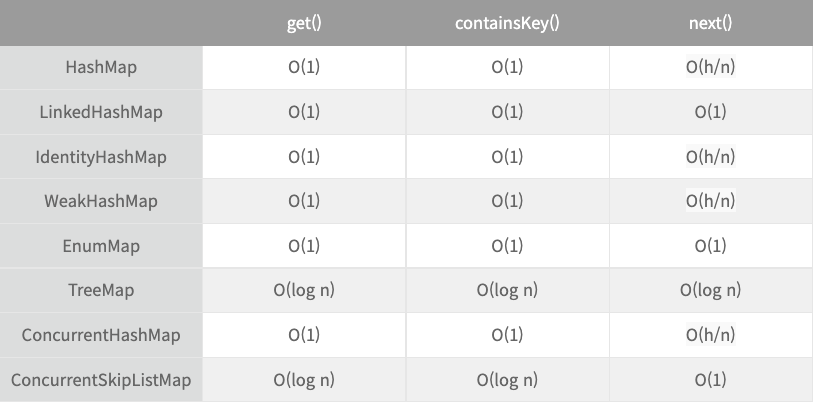 get() containsKey() next()
HashMap O(1) O(1) O(h/n)
LinkedHashMap O(1) O(1) O(1)
IdentityHashMap O(1) O(1) O(h/n)
WeakHashMap O(1) O(1) O(h/n)
EnumMap O(1) O(1) O(1)
TreeMap O(log n) O(log n) O(log n)
ConcurrentHashMap O(1) O(1) O(h/n)
ConcurrentSkipListMap O(log n) O(log n) O(1)